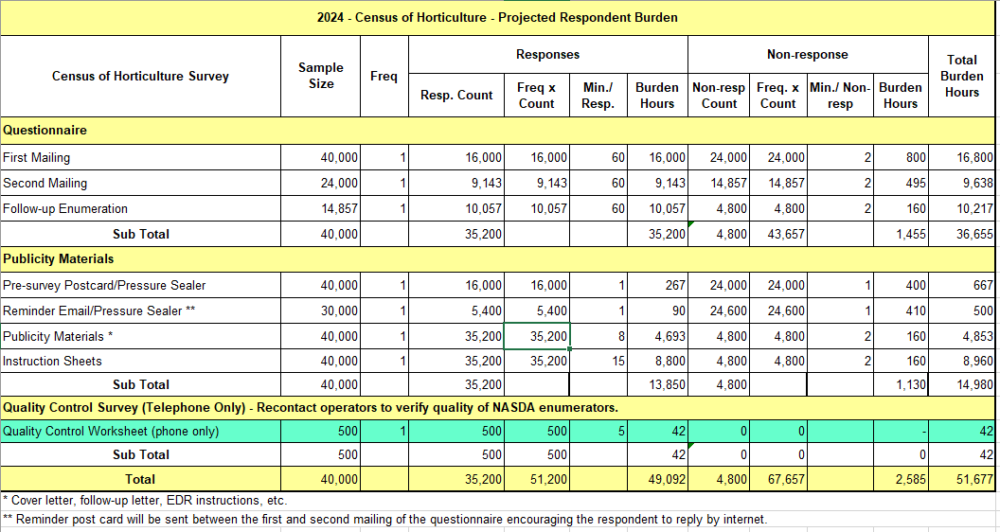 2024 - Census of Horticulture - Projected Respondent Burden
Census of Horticulture Survey Sample Size Freq Responses Non-response Total Burden Hours
Resp. Count Freq x Count Min./ Resp. Burden Hours Non-resp Count Freq. x Count Min./ Non-resp Burden Hours
Questionnaire
First Mailing 40,000 1 16,000 16,000 60 16,000 24,000 24,000 2 800 16,800
Second Mailing 24,000 1 9,143 9,143 60 9,143 14,857 14,857 2 495 9,638
Follow-up Enumeration 14,857 1 10,057 10,057 60 10,057 4,800 4,800 2 160 10,217
Sub Total 40,000 35,200 35,200 4,800 43,657 1,455 36,655
Publicity Materials
Pre-survey Postcard/Pressure Sealer 40,000 1 16,000 16,000 1 267 24,000 24,000 1 400 667
Reminder Email/Pressure Sealer ** 30,000 1 5,400 5,400 1 90 24,600 24,600 1 410 500
Publicity Materials * 40,000 1 35,200 35,200 8 4,693 4,800 4,800 2 160 4,853
Instruction Sheets 40,000 1 35,200 35,200 15 8,800 4,800 4,800 2 160 8,960
Sub Total 40,000 35,200 13,850 4,800 1,130 14,980
Quality Control Survey (Telephone Only) - Recontact operators to verify quality of NASDA enumerators.
Quality Control Worksheet (phone only) 500 1 500 500 5 42 0 0 - 42
Sub Total 500 500 500 42 0 0 0 42
Total 40,000 35,200 51,200 49,092 4,800 67,657 2,585 51,677
* Cover letter, follow-up letter, EDR instructions, etc.
** Reminder post card will be sent between the first and second mailing of the questionnaire encouraging the respondent to reply by internet.